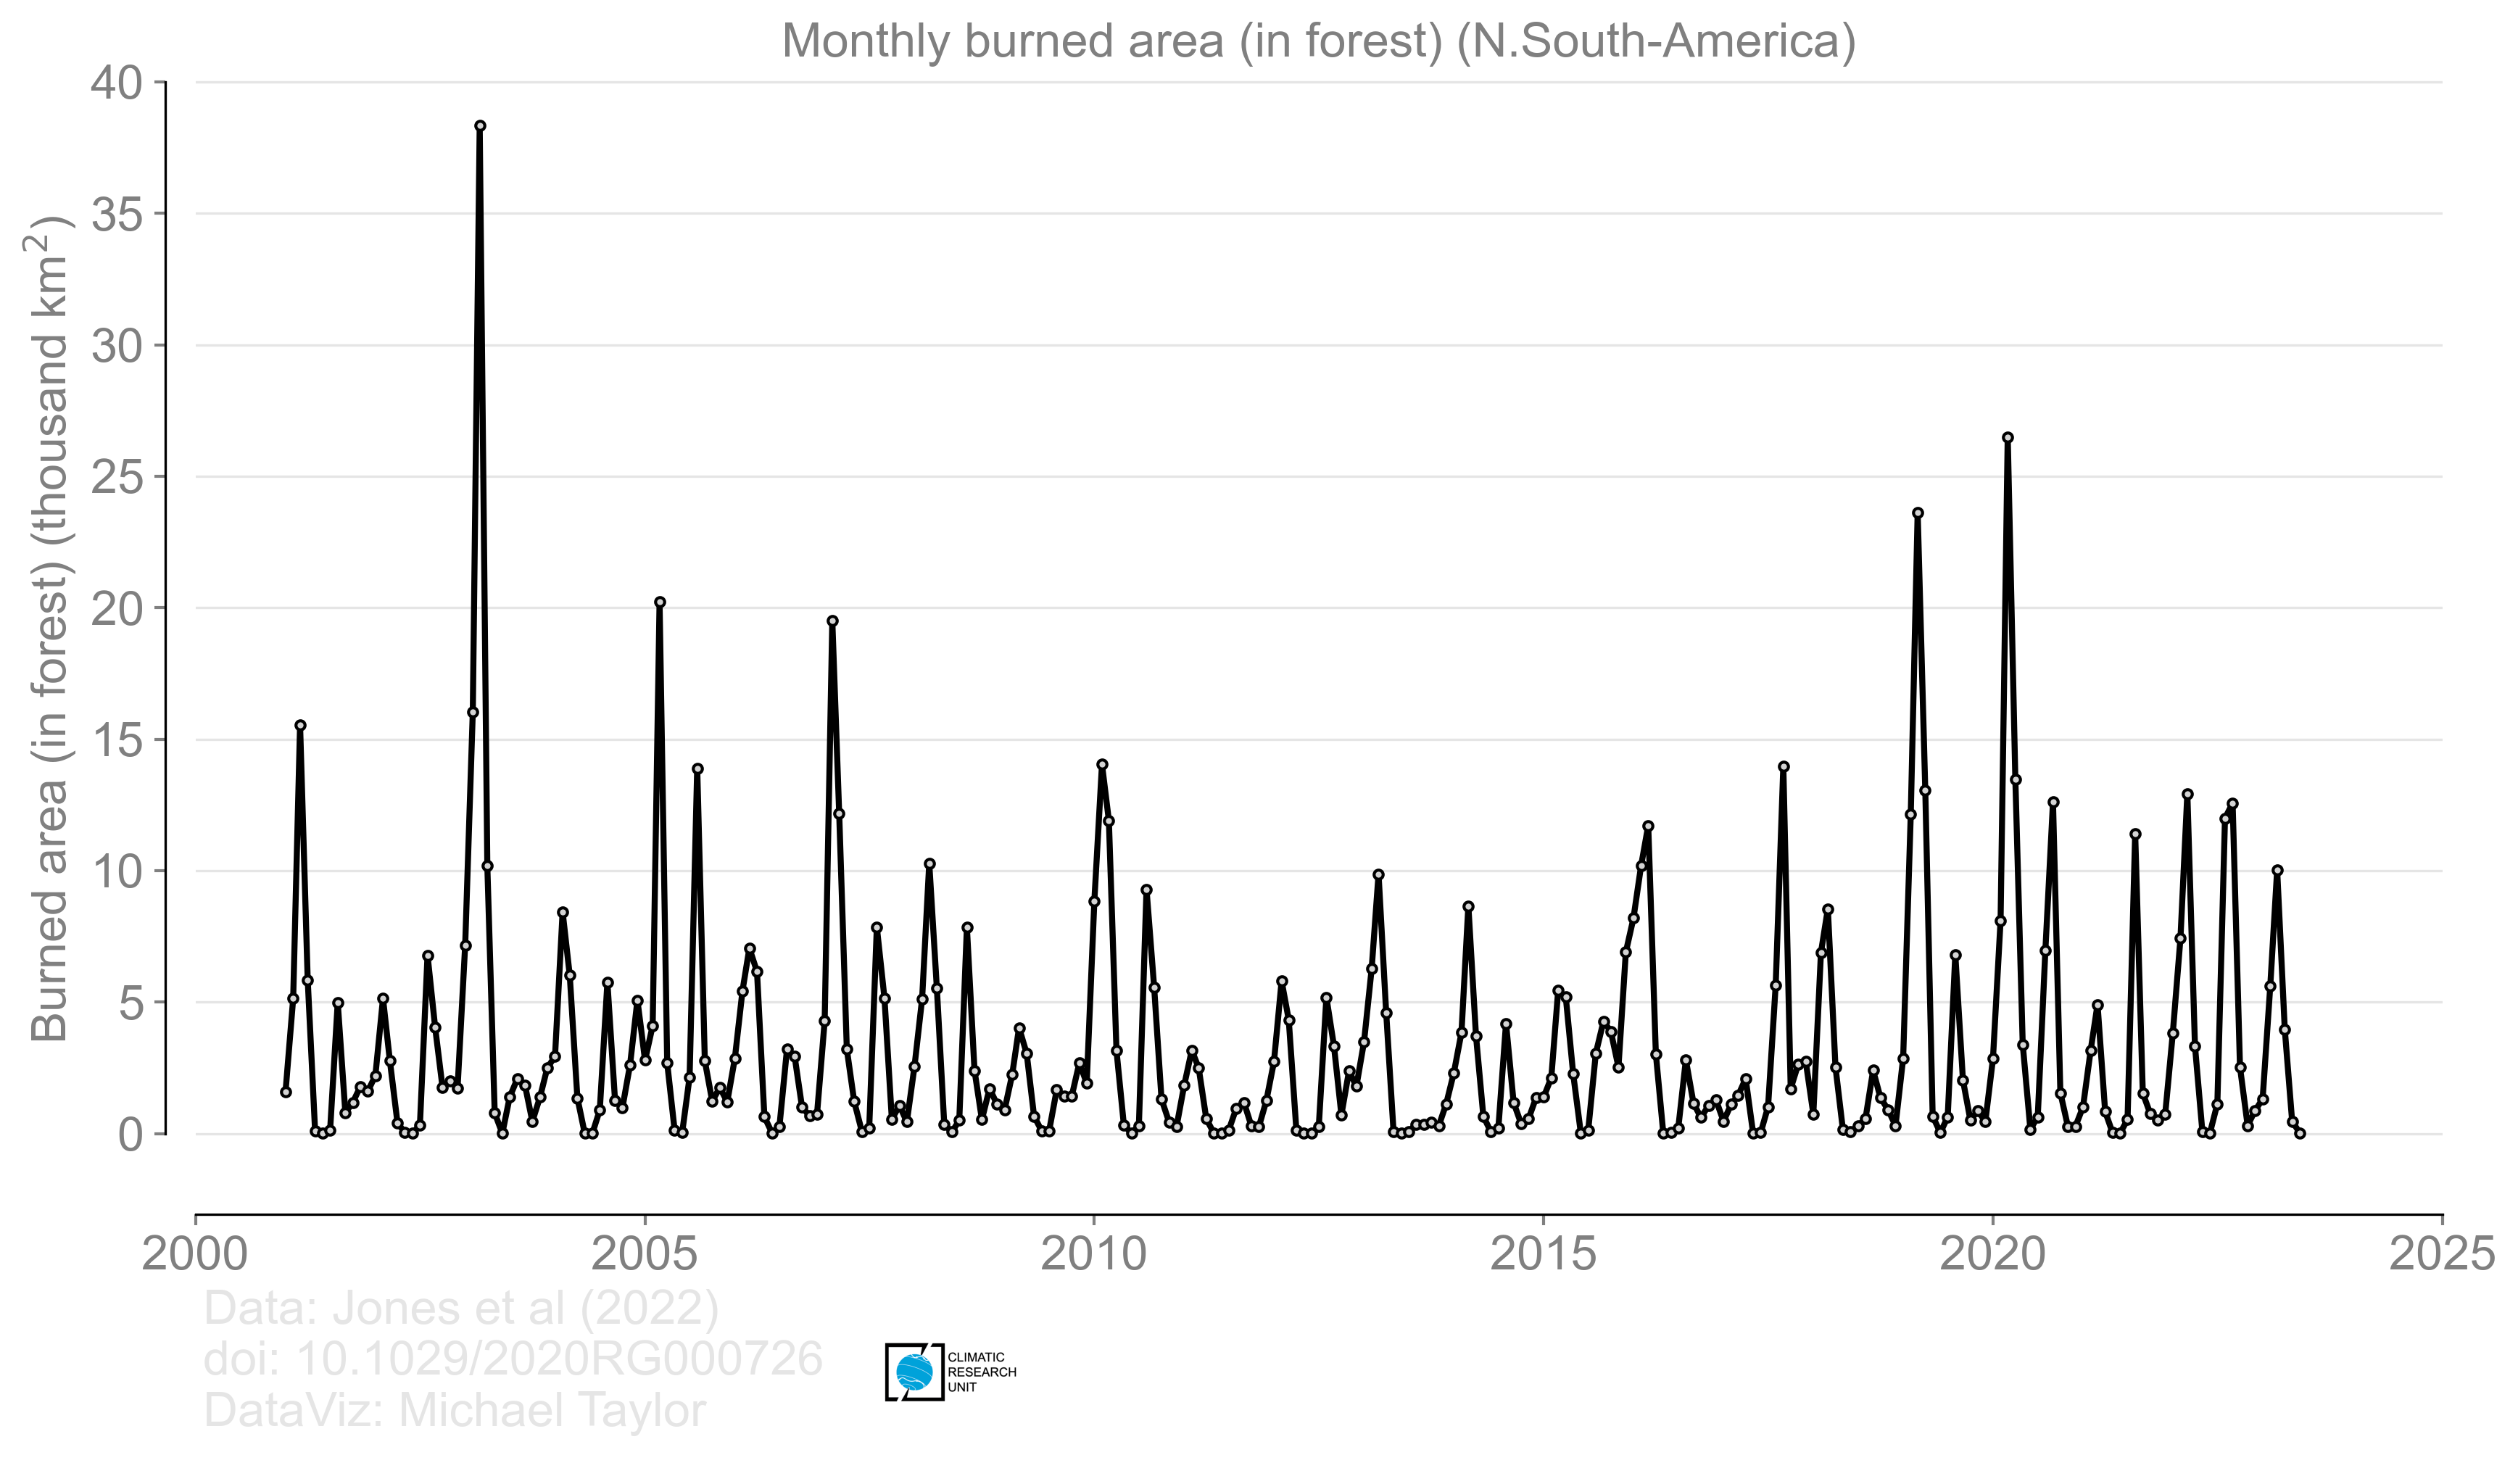 Monthly burned area (in forest) (N.South-America)
Burned area (in forest) (thousand km²)
40
35
30
25
20
15
10
5
0
2000
2005
2010
2015
2020
2025
Data: Jones et al (2022)
doi: 10.1029/2020RG000726
DataViz: Michael Taylor
CLIMATIC
RESEARCH
UNIT